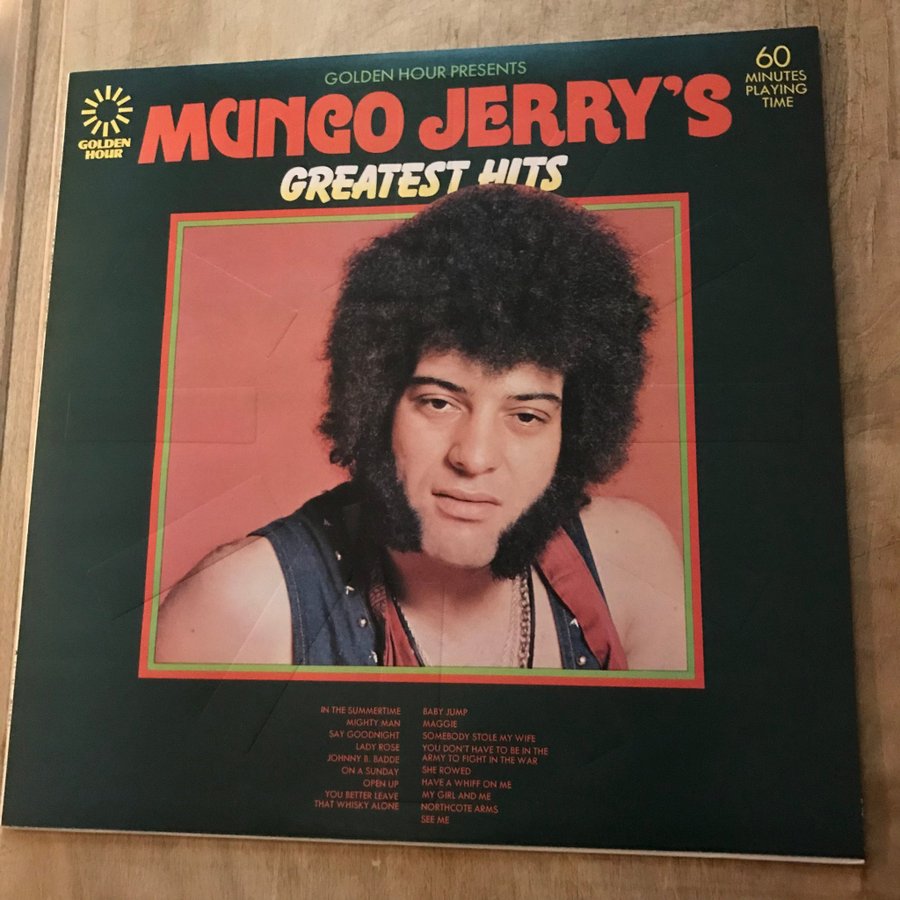 GOLDEN HOUR PRESENTS
MUNGO JERRY'S
GREATEST HITS
GOLDEN
HOUR
60
MINUTES
PLAYING
TIME
IN THE SUMMERTIME
MIGHTY MAN
SAY GOODNIGHT
LADY ROSE
JOHNNY B. BADDE
ON A SUNDAY
OPEN UP
YOU BETTER LEAVE
THAT WHISKY ALONE
BABY JUMP
MAGGIE
SOMEBODY STOLE MY WIFE
YOU DON'T HAVE TO BE IN THE
ARMY TO FIGHT IN THE WAR
SHE ROWED
HAVE A WHIFF ON ME
MY GIRL AND ME
NORTHCOTE ARMS
SEE ME